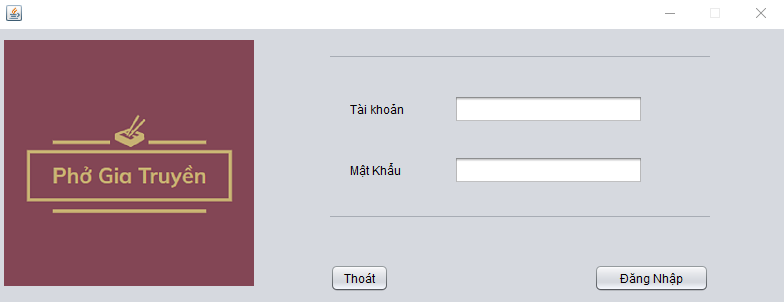 Phở Gia Truyền
Tài khoản
Mật Khẩu
Thoát
Đăng Nhập